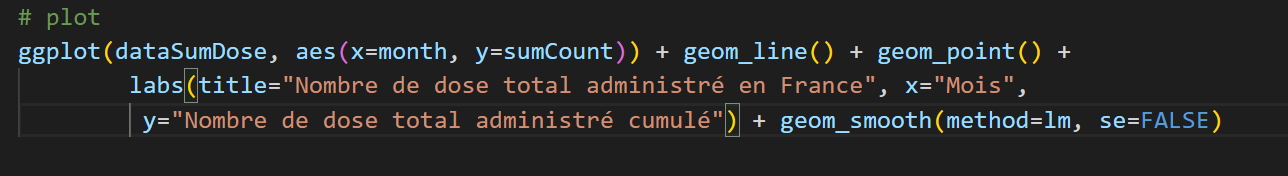 # plot
ggplot(dataSumDose, aes(x=month, y=sumCount)) + geom_line() + geom_point() +
labs(title="Nombre de dose total administré en France", x="Mois",
y="Nombre de dose total administré cumulé") + geom_smooth(method=lm, se=FALSE)